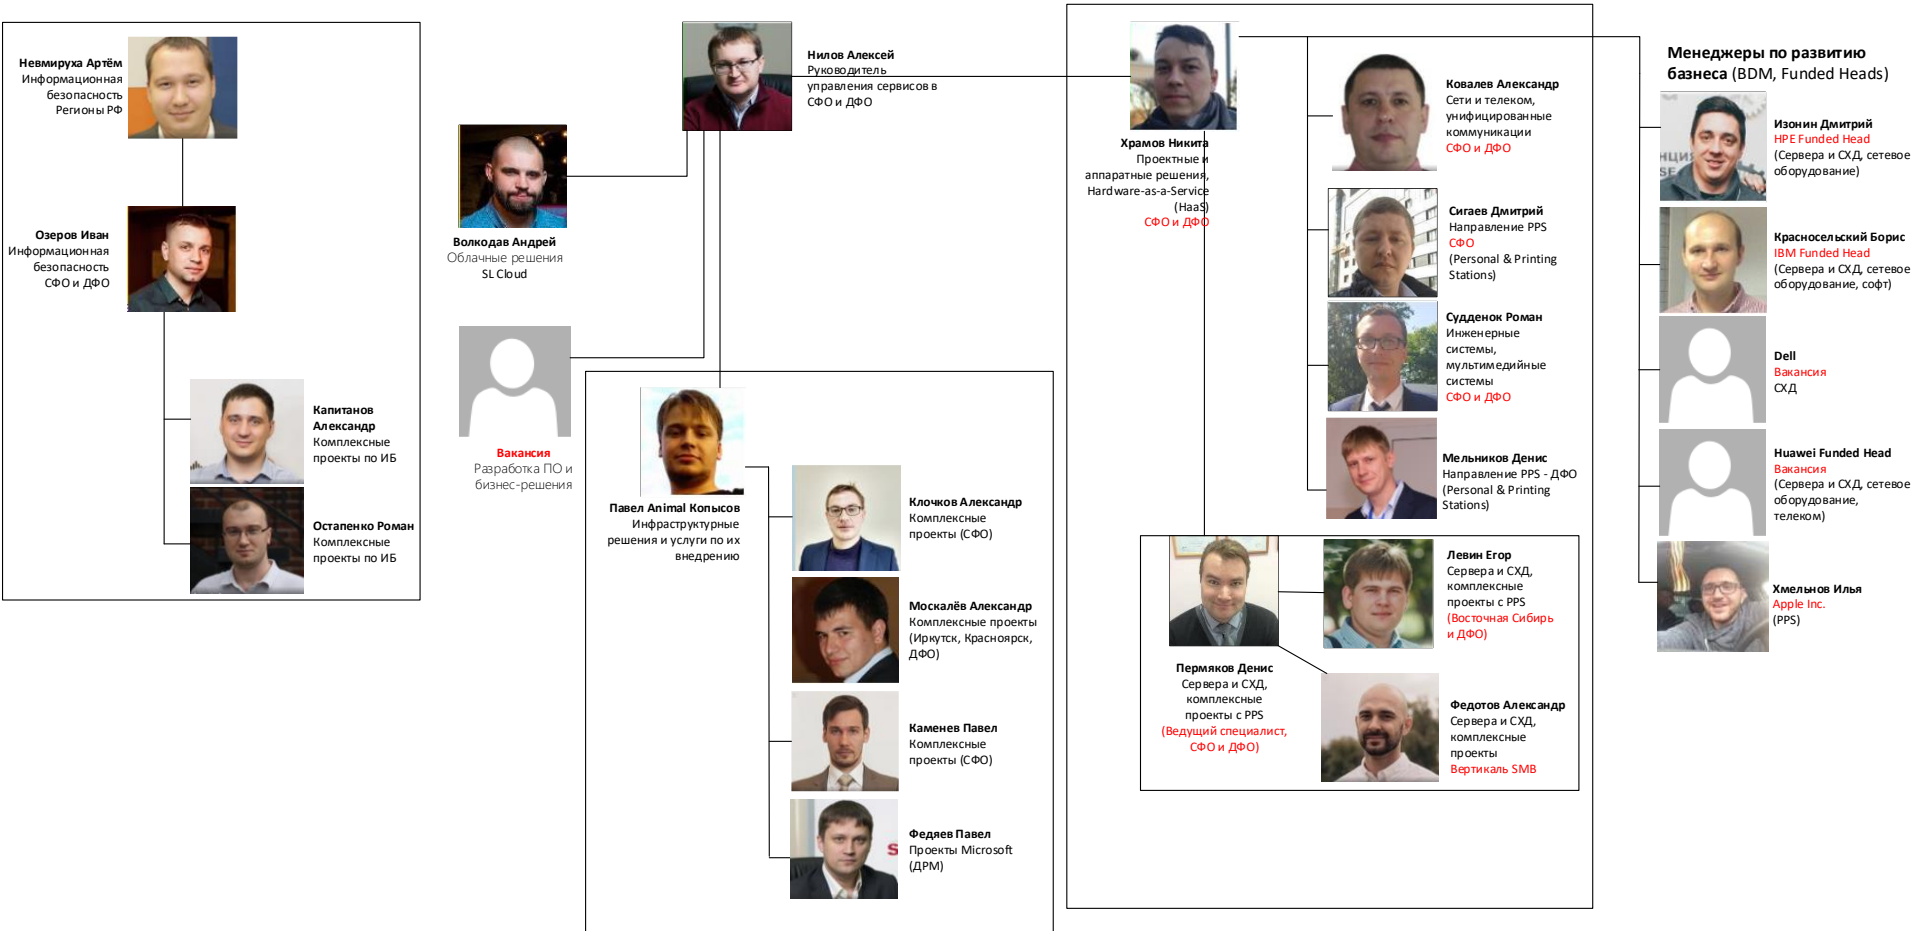 Невмируха Артём
Информационная
безопасность
Регионы РФ
Озеров Иван
Информационная
безопасность
СФО и ДФО
Капитанов
Александр
Комплексные
проекты по ИБ
Остапенко Роман
Комплексные
проекты по ИБ
Нилов Алексей
Руководитель
управления сервисов в
СФО и ДФО
Волкодав Андрей
Облачные решения
SL Cloud
Вакансия
Разработка ПО и
бизнес-решения
Павел Animal Копысов
Инфраструктурные
решения и услуги по их
внедрению
Клочков Александр
Комплексные
проекты (СФО)
Москалёв Александр
Комплексные проекты
(Иркутск, Красноярск,
ДФО)
Каменев Павел
Комплексные
проекты (СФО)
Федяев Павел
Проекты Microsoft
(ДРМ)
Храмов Никита
Проектные и
аппаратные решения,
Hardware-as-a-Service
(HaaS)
СФО и ДФО
Ковалев Александр
Сети и телеком,
унифицированные
коммуникации
СФО и ДФО
Сигаев Дмитрий
Направление PPS
СФО
(Personal & Printing
Stations)
Судденок Роман
Инженерные
системы,
мультимедийные
системы
СФО и ДФО
Мельников Денис
Направление PPS - ДФО
(Personal & Printing
Stations)
Пермяков Денис
Сервера и СХД,
комплексные
проекты с PPS
(Ведущий специалист,
СФО и ДФО)
Левин Егор
Сервера и СХД,
комплексные
проекты с PPS
(Восточная Сибирь
и ДФО)
Федотов Александр
Сервера и СХД,
комплексные
проекты
Вертикаль SMB
Менеджеры по развитию
бизнеса (BDM, Funded Heads)
Изонин Дмитрий
HPE Funded Head
(Сервера и СХД, сетевое
оборудование)
Красносельский Борис
IBM Funded Head
(Сервера и СХД, сетевое
оборудование, софт)
Dell
Вакансия
СХД
Huawei Funded Head
Вакансия
(Сервера и СХД, сетевое
оборудование,
телеком)
Хмельнов Илья
Apple Inc.
(PPS)